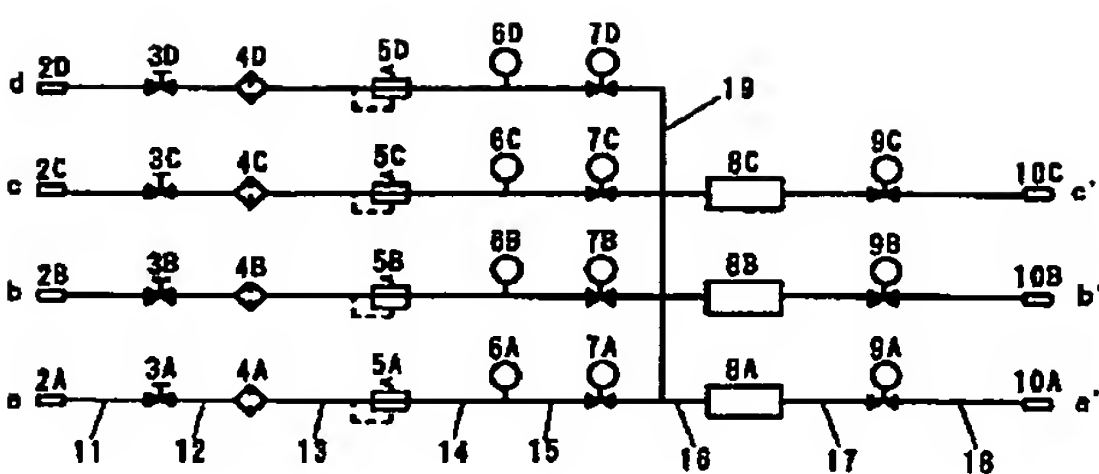 6D 7D
3D 4D 5D
d 2D
19
6C 7C
3C 4C 5C 8C 9C
c 2C 10C c'
6B 7B
3B 4B 5B 8B 9B
b 2B 10B b'
6A 7A
3A 4A 5A 8A 9A
a 2A 10A a'
11 12 13 14 15 16 17 18